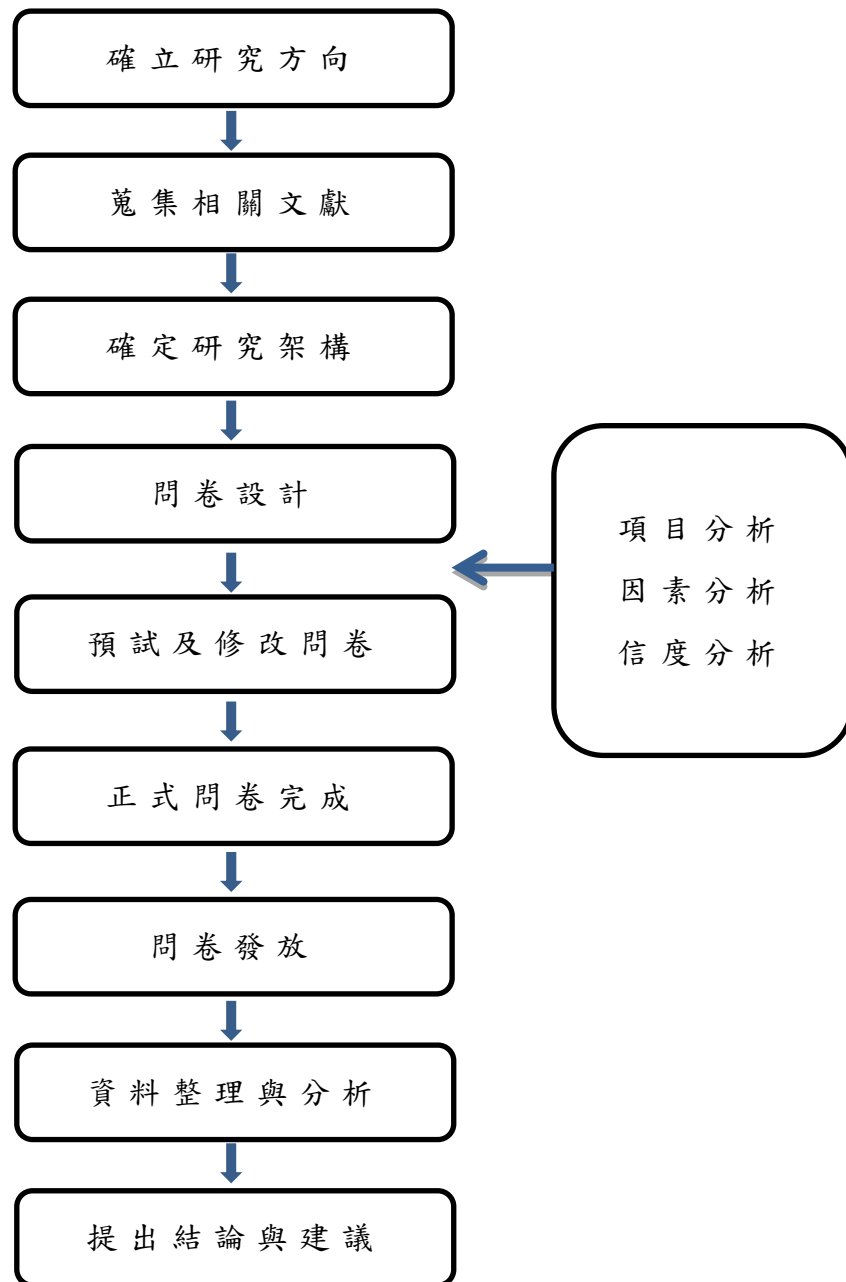 確立研究方向
蒐集相關文獻
確定研究架構
問卷設計
項目分析
因素分析
信度分析
預試及修改問卷
正式問卷完成
問卷發放
資料整理與分析
提出結論與建議